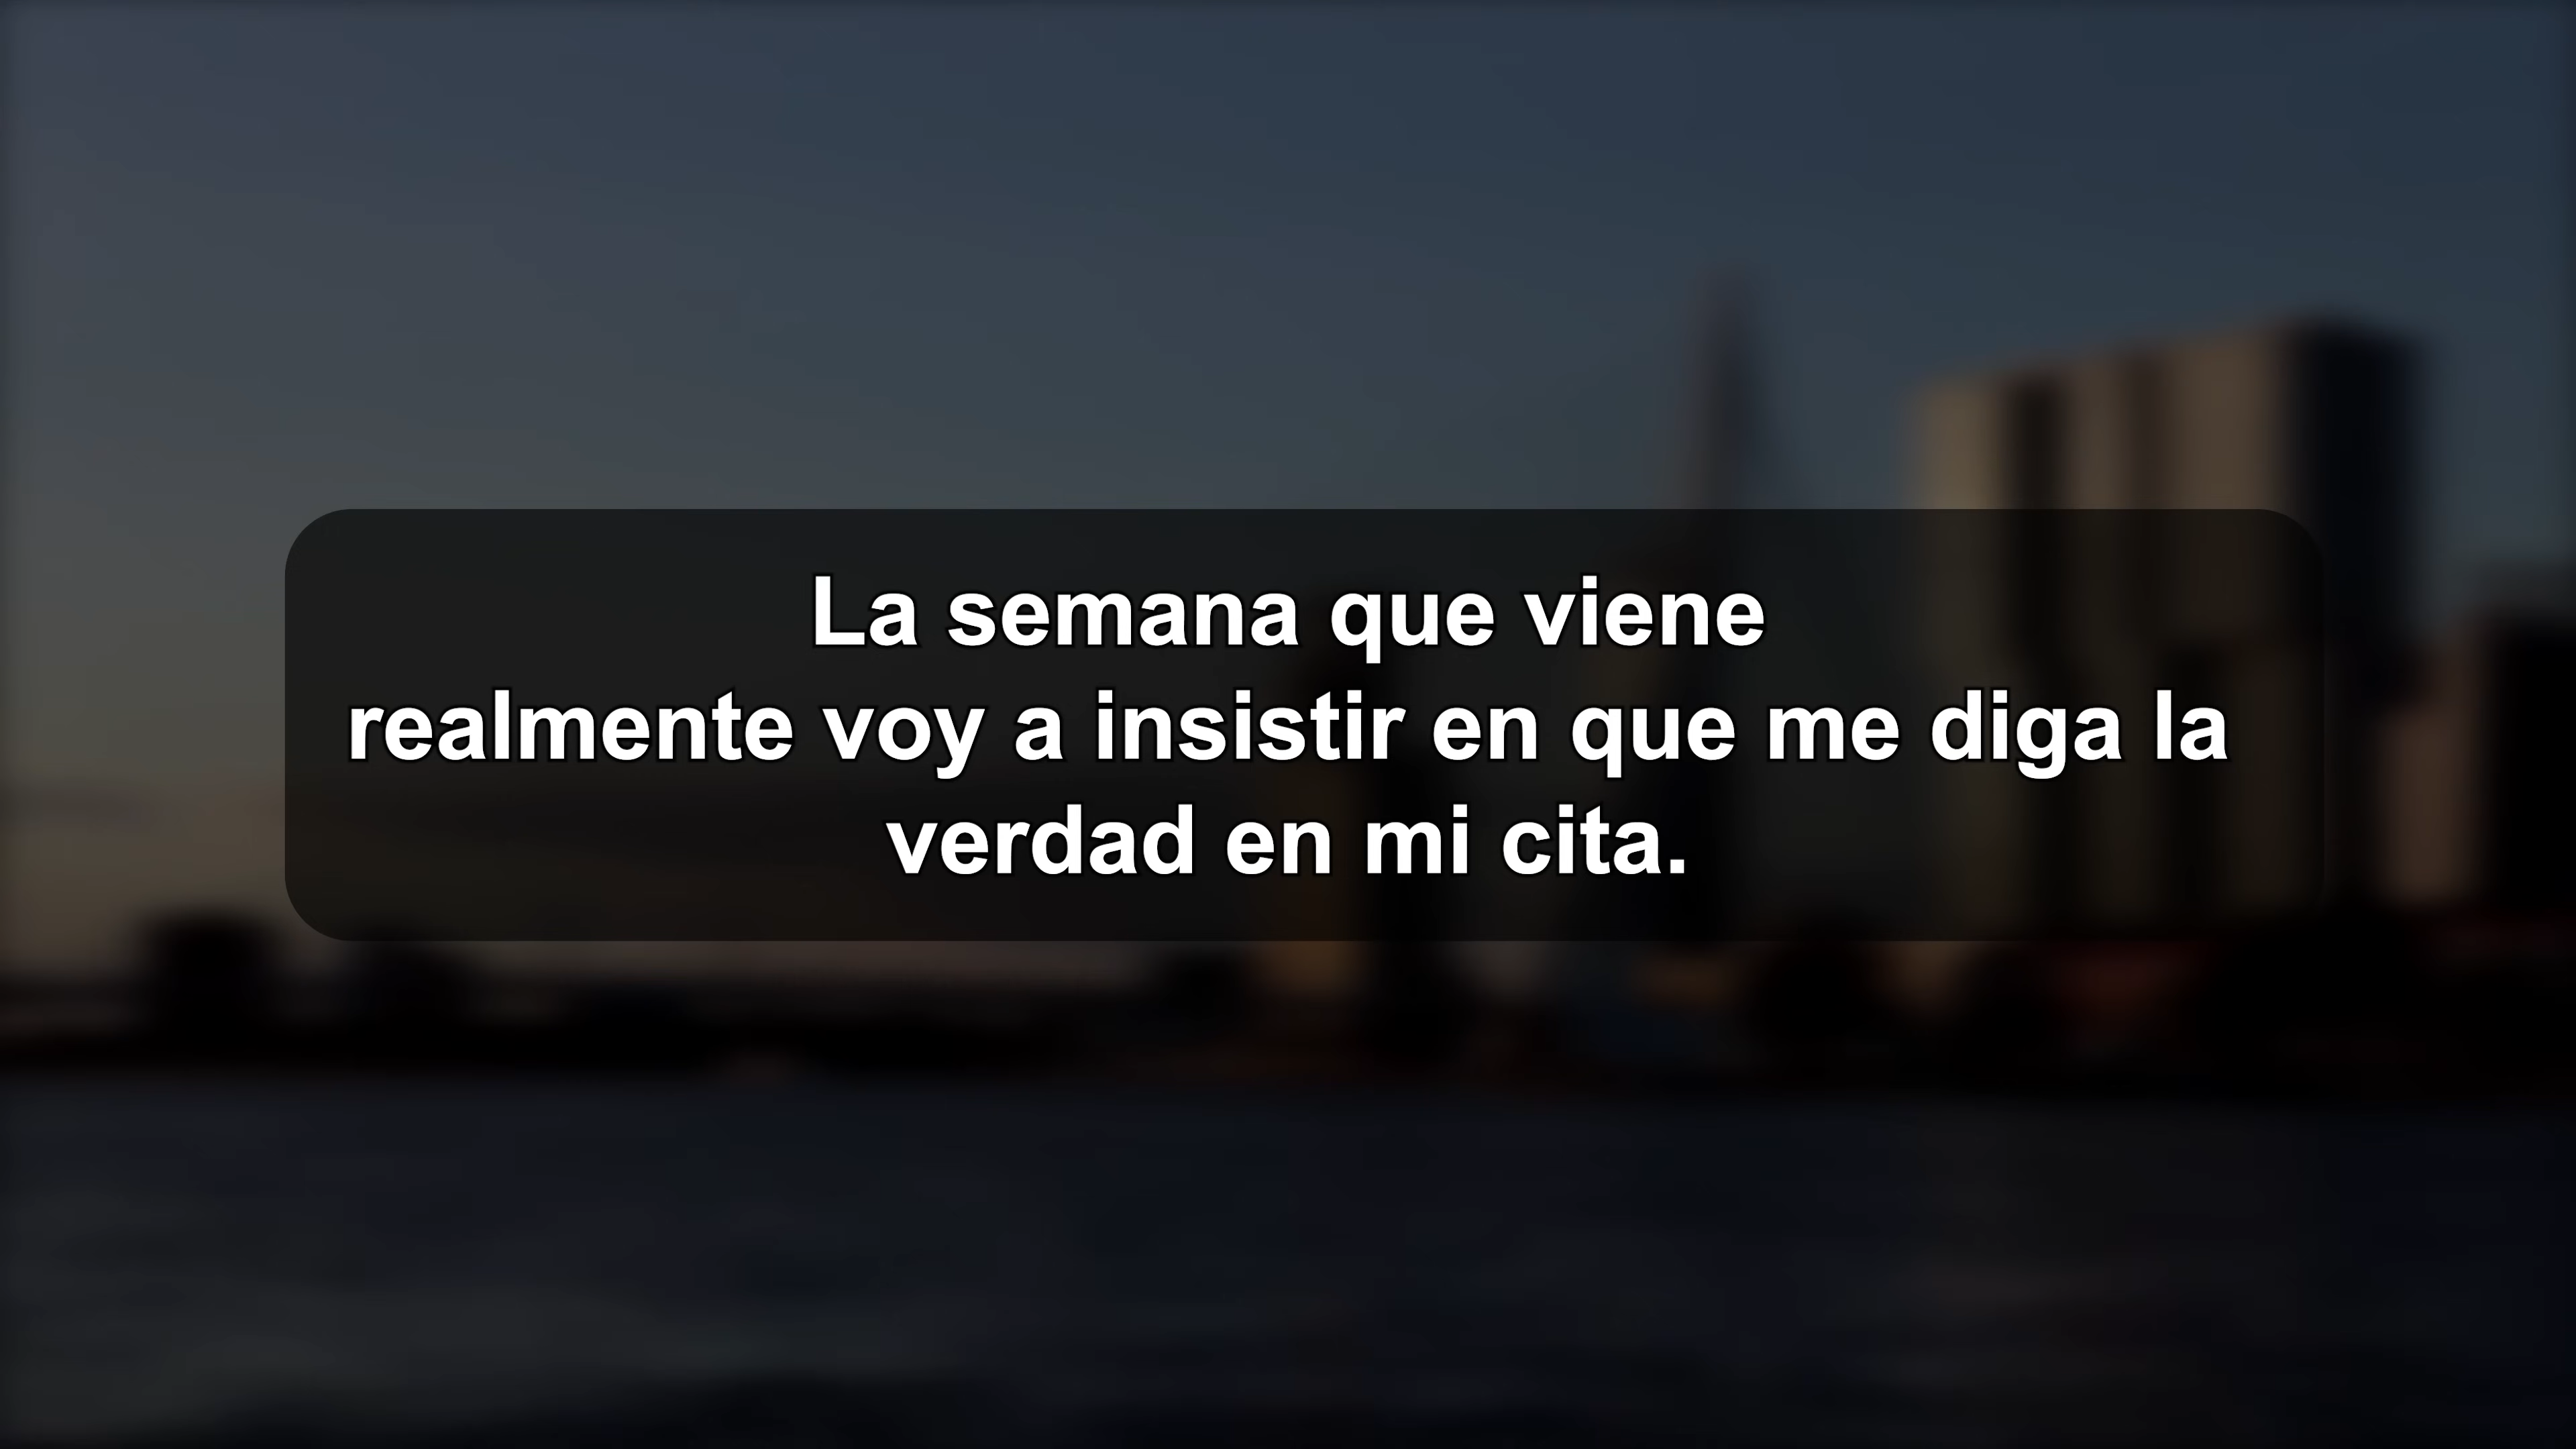 La semana que viene
realmente voy a insistir en que me diga la
verdad en mi cita.